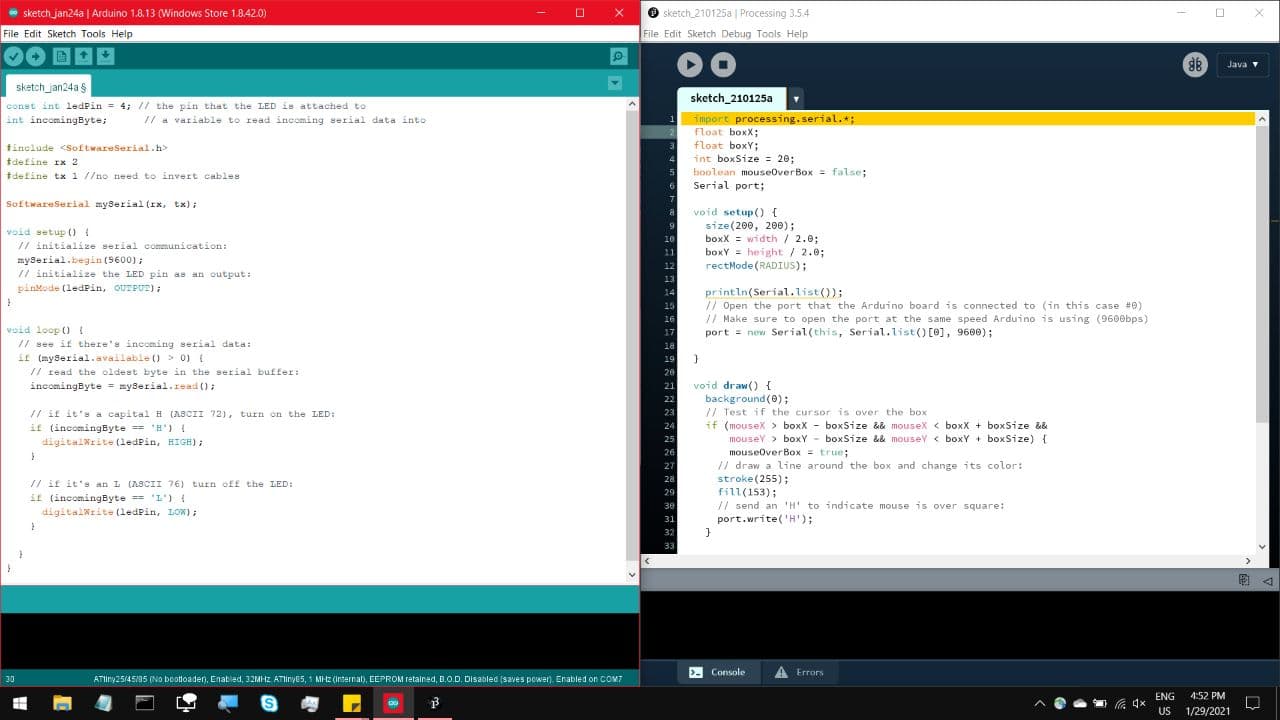 sketch_jan24a | Arduino 1.8.13 (Windows Store 1.8.42.0)
File Edit Sketch Tools Help
sketch_jan24a §
const int ledPin = 4; // the pin that the LED is attached to
int incomingByte;      // a variable to read incoming serial data into
#include <SoftwareSerial.h>
#define rx 2
#define tx 1 //no need to invert cables
SoftwareSerial mySerial(rx, tx);
void setup() {
  // initialize serial communication:
  mySerial.begin(9600);
  // initialize the LED pin as an output:
  pinMode(ledPin, OUTPUT);
}
void loop() {
  // see if there's incoming serial data:
  if (mySerial.available() > 0) {
    // read the oldest byte in the serial buffer:
    incomingByte = mySerial.read();
    // if it's a capital H (ASCII 72), turn on the LED:
    if (incomingByte == 'H') {
      digitalWrite(ledPin, HIGH);
    }
    // if it's an L (ASCII 76) turn off the LED:
    if (incomingByte == 'L') {
      digitalWrite(ledPin, LOW);
    }
  }
}
30
ATtiny25/45/85 (No bootloader), Enabled, 32MHz, ATtiny85, 1 MHz (internal), EEPROM retained, B.O.D. Disabled (saves power), Enabled on COM7
sketch_210125a | Processing 3.5.4
File Edit Sketch Debug Tools Help
Java ▼
sketch_210125a ▼
1 import processing.serial.*;
2 float boxX;
3 float boxY;
4 int boxSize = 20;
5 boolean mouseOverBox = false;
6 Serial port;
7
8 void setup() {
9   size(200, 200);
10   boxX = width / 2.0;
11   boxY = height / 2.0;
12   rectMode(RADIUS);
13
14   println(Serial.list());
15   // Open the port that the Arduino board is connected to (in this case #0)
16   // Make sure to open the port at the same speed Arduino is using (9600bps)
17   port = new Serial(this, Serial.list()[0], 9600);
18
19 }
20
21 void draw() {
22   background(0);
23   // Test if the cursor is over the box
24   if (mouseX > boxX - boxSize && mouseX < boxX + boxSize &&
25       mouseY > boxY - boxSize && mouseY < boxY + boxSize) {
26       mouseOverBox = true;
27     // draw a line around the box and change its color:
28     stroke(255);
29     fill(153);
30     // send an 'H' to indicate mouse is over square:
31     port.write('H');
32   }
33
Console
Errors
ENG
US
4:52 PM
1/29/2021